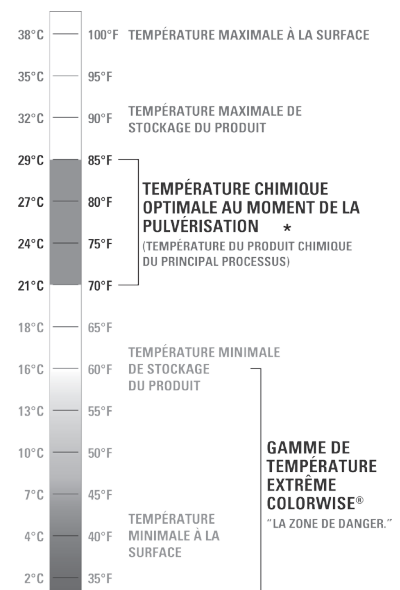 38°C 100°F TEMPÉRATURE MAXIMALE À LA SURFACE
35°C 95°F
32°C 90°F TEMPÉRATURE MAXIMALE DE
STOCKAGE DU PRODUIT
29°C 85°F
27°C 80°F
24°C 75°F
21°C 70°F
TEMPÉRATURE CHIMIQUE
OPTIMALE AU MOMENT DE LA
PULVÉRISATION *
(TEMPÉRATURE DU PRODUIT CHIMIQUE
DU PRINCIPAL PROCESSUS)
18°C 65°F
16°C 60°F
TEMPÉRATURE MINIMALE
DE STOCKAGE
DU PRODUIT
13°C 55°F
10°C 50°F
7°C 45°F
GAMME DE
TEMPÉRATURE
EXTRÊME
COLORWISE®
"LA ZONE DE DANGER."
4°C 40°F
TEMPÉRATURE
MINIMALE À LA
SURFACE
2°C 35°F